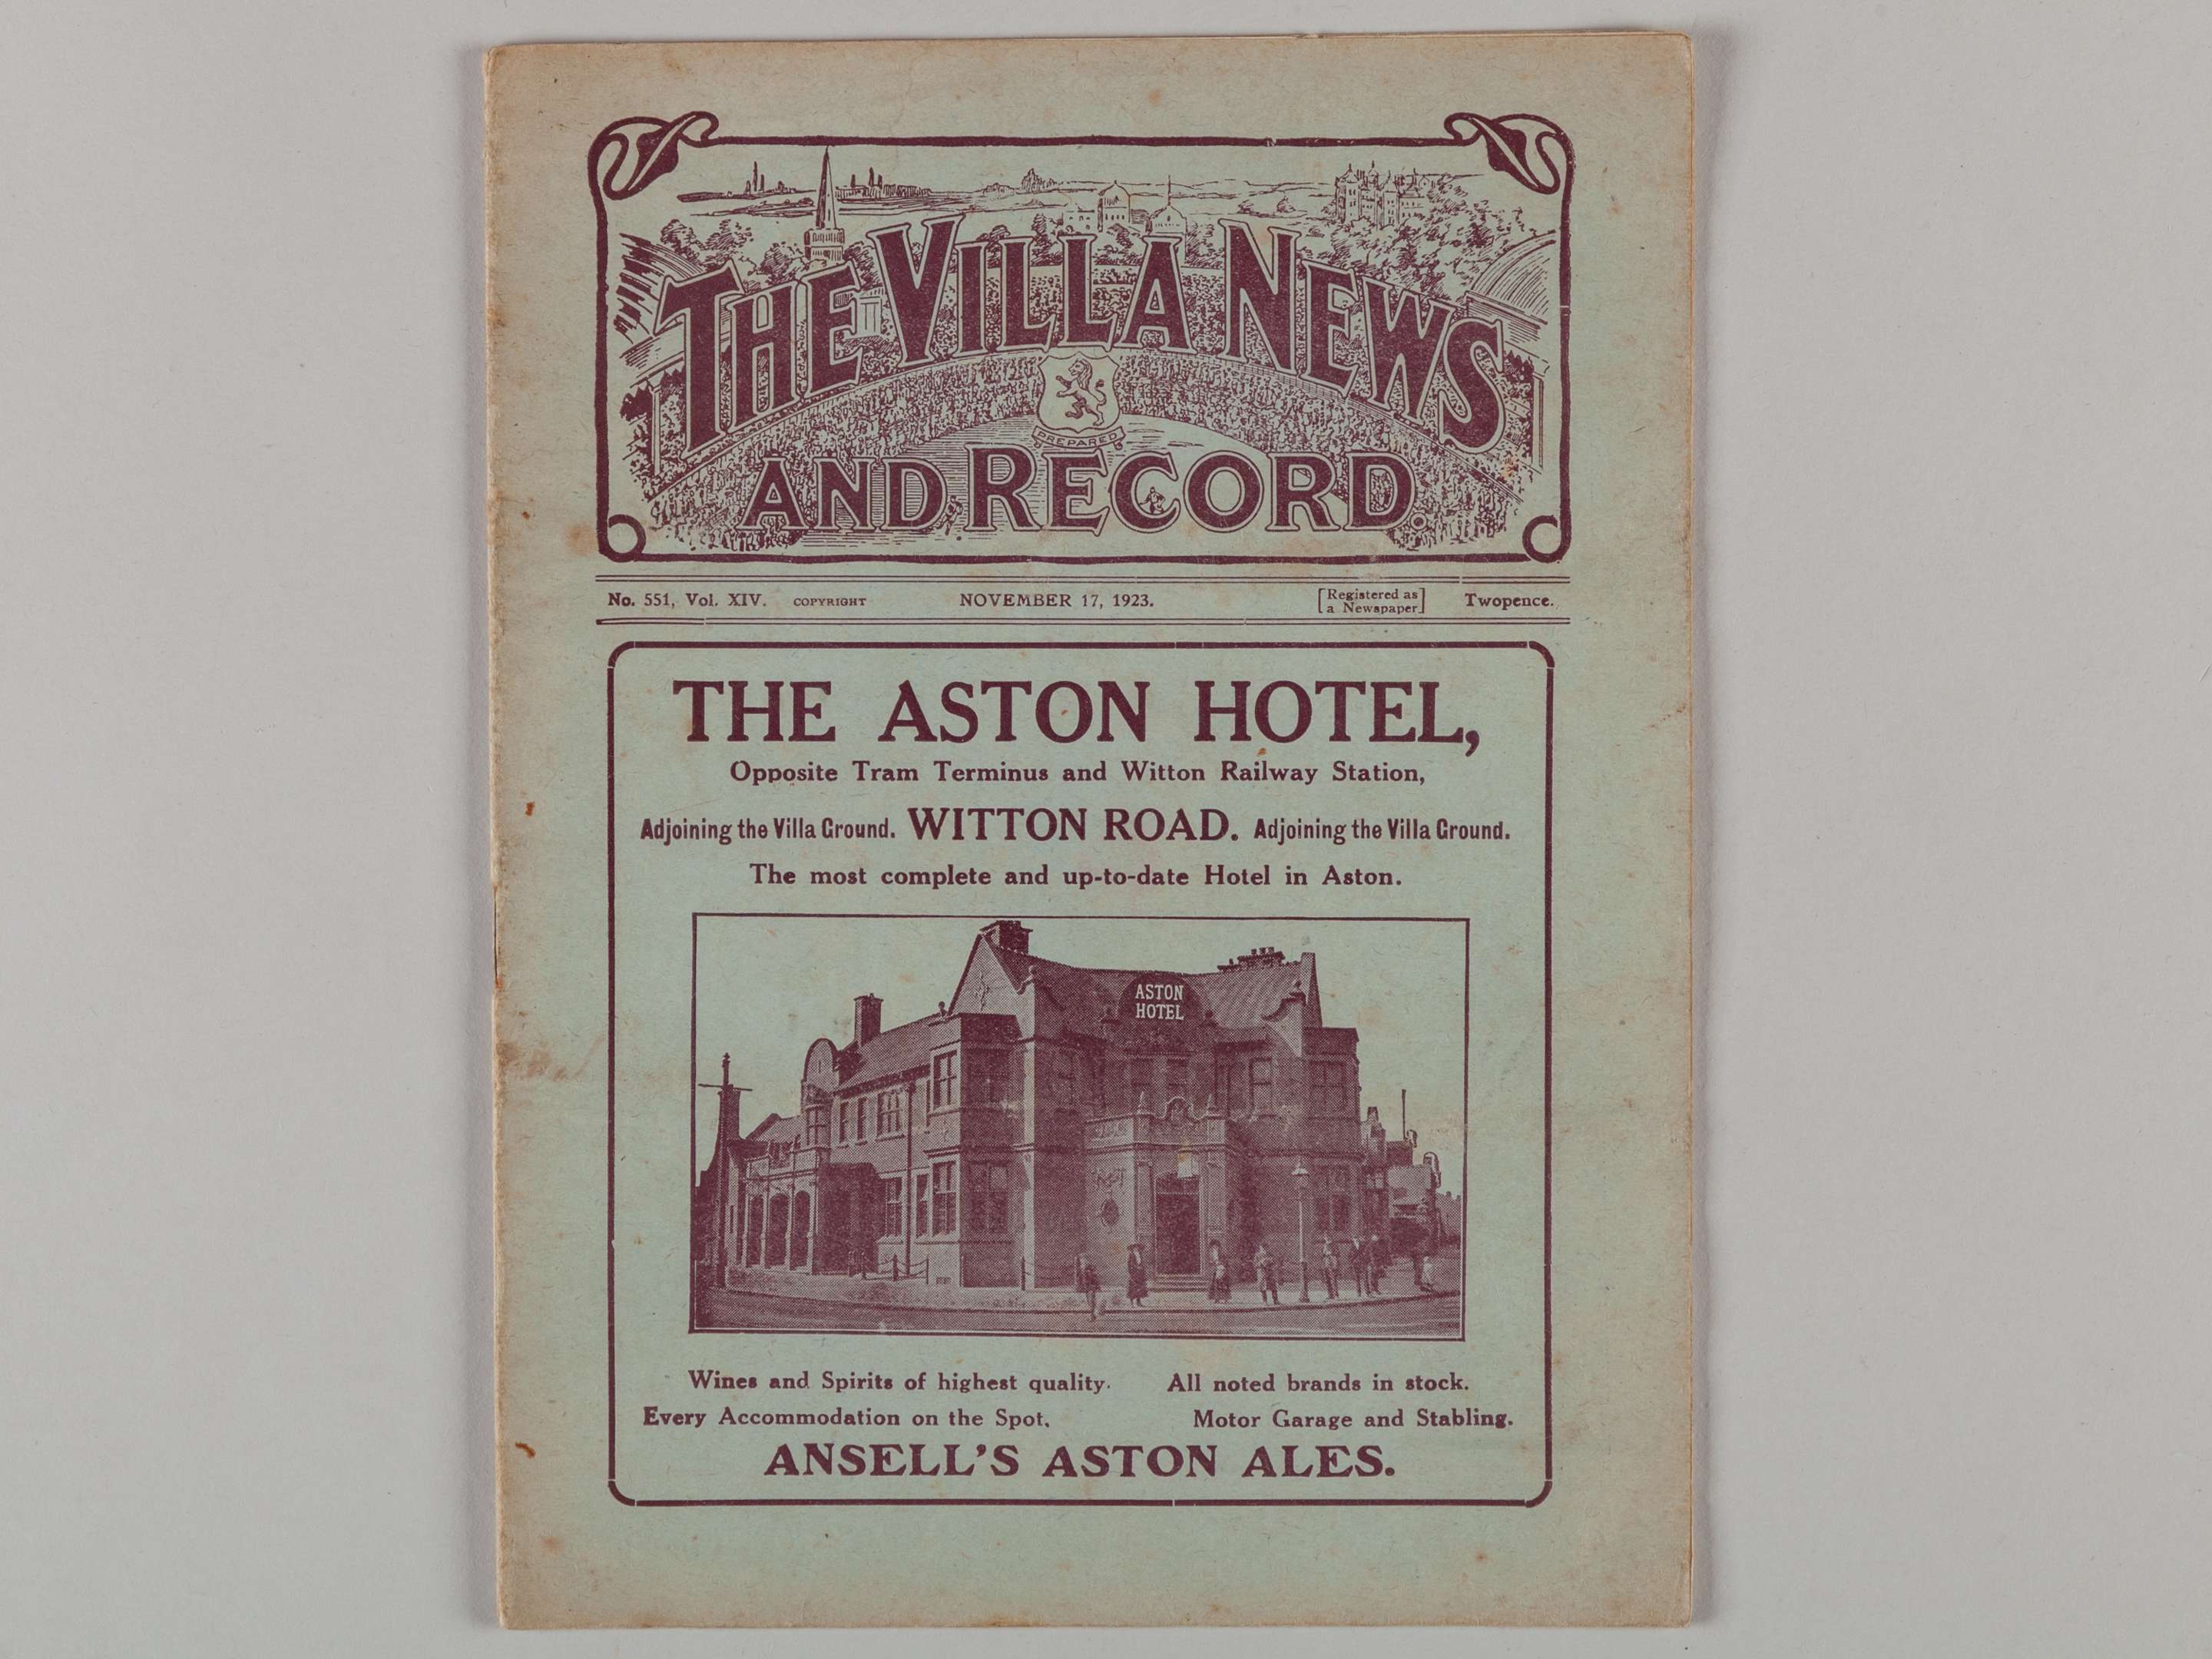 THE VILLA NEWS
PREPARED
AND RECORD.
No. 551, Vol. XIV. COPYRIGHT NOVEMBER 17, 1923. [Registered as a Newspaper] Twopence.
THE ASTON HOTEL,
Opposite Tram Terminus and Witton Railway Station,
Adjoining the Villa Ground. WITTON ROAD. Adjoining the Villa Ground.
The most complete and up-to-date Hotel in Aston.
ASTON
HOTEL
Wines and Spirits of highest quality. All noted brands in stock.
Every Accommodation on the Spot. Motor Garage and Stabling.
ANSELL'S ASTON ALES.